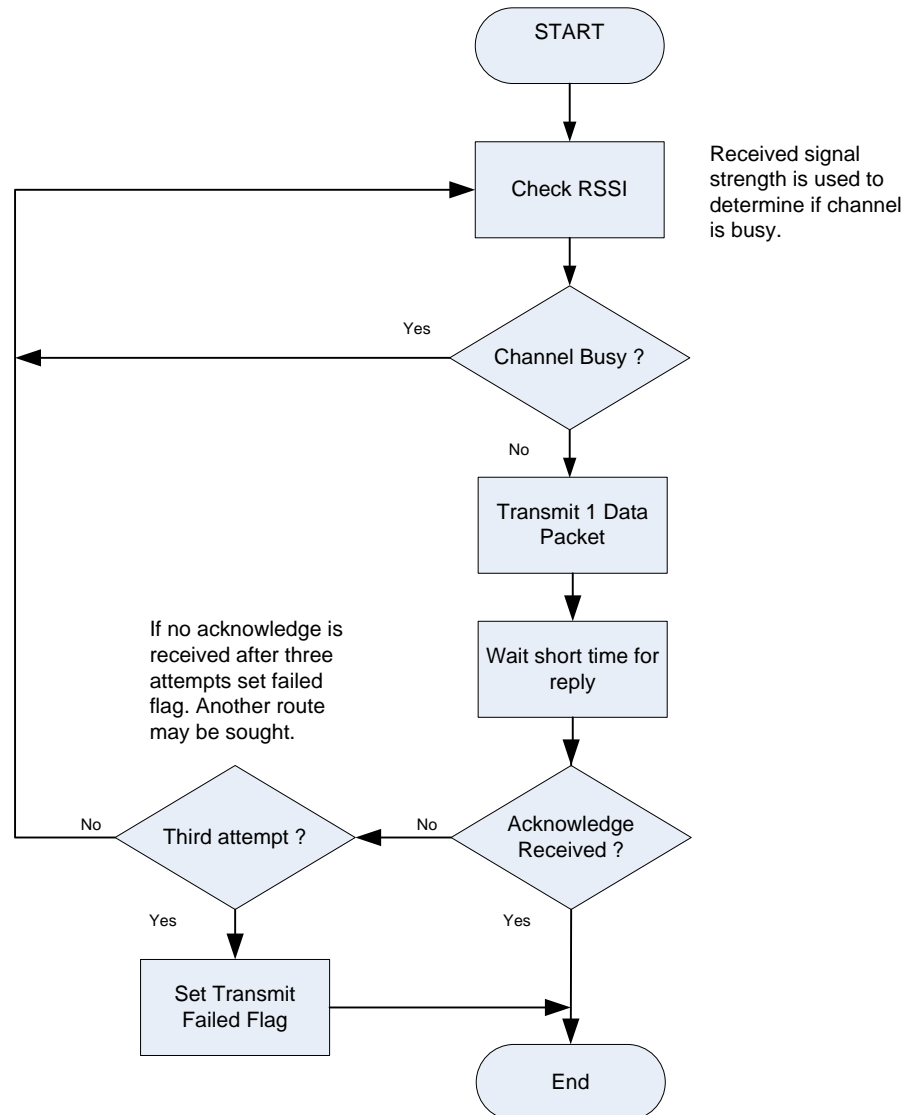 START
Check RSSI
Received signal
strength is used to
determine if channel
is busy.
Yes
Channel Busy ?
No
Transmit 1 Data
Packet
Wait short time for
reply
If no acknowledge is
received after three
attempts set failed
flag. Another route
may be sought.
No
Third attempt ?
No
Acknowledge
Received ?
Yes
Yes
Set Transmit
Failed Flag
End